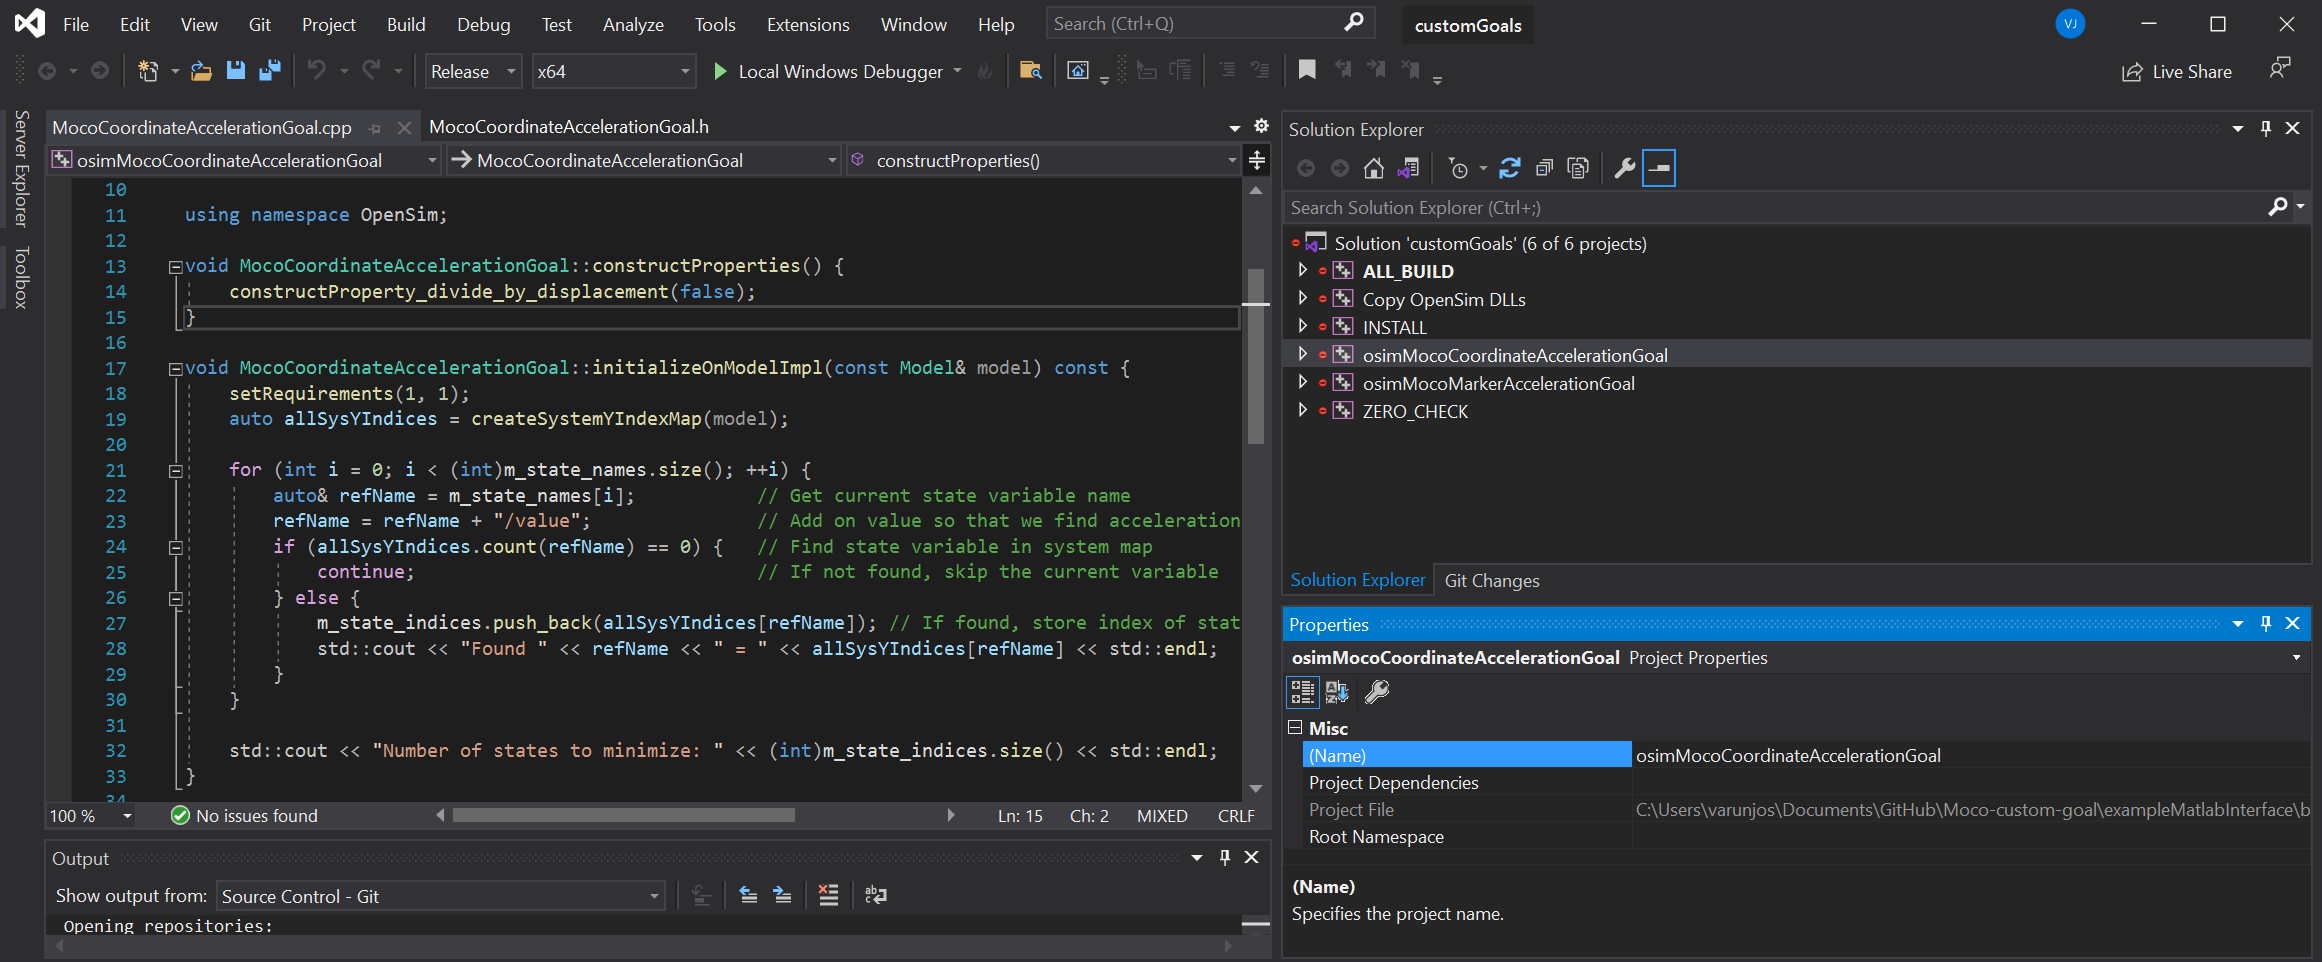 File Edit View Git Project Build Debug Test Analyze Tools Extensions Window Help Search (Ctrl+Q) customGoals VJ
Release x64 Local Windows Debugger Live Share
Server Explorer
Toolbox
MocoCoordinateAccelerationGoal.cpp MocoCoordinateAccelerationGoal.h
osimMocoCoordinateAccelerationGoal MocoCoordinateAccelerationGoal constructProperties()
10
11 using namespace OpenSim;
12
13 void MocoCoordinateAccelerationGoal::constructProperties() {
14 constructProperty_divide_by_displacement(false);
15 }
16
17 void MocoCoordinateAccelerationGoal::initializeOnModelImpl(const Model& model) const {
18 setRequirements(1, 1);
19 auto allSysYIndices = createSystemYIndexMap(model);
20
21 for (int i = 0; i < (int)m_state_names.size(); ++i) {
22 auto& refName = m_state_names[i]; // Get current state variable name
23 refName = refName + "/value"; // Add on value so that we find acceleration
24 if (allSysYIndices.count(refName) == 0) { // Find state variable in system map
25 continue; // If not found, skip the current variable
26 } else {
27 m_state_indices.push_back(allSysYIndices[refName]); // If found, store index of stat
28 std::cout << "Found " << refName << " = " << allSysYIndices[refName] << std::endl;
29 }
30 }
31
32 std::cout << "Number of states to minimize: " << (int)m_state_indices.size() << std::endl;
33 }
34
100 % No issues found Ln: 15 Ch: 2 MIXED CRLF
Output
Show output from: Source Control - Git
Opening repositories:
Solution Explorer
Search Solution Explorer (Ctrl+;)
Solution 'customGoals' (6 of 6 projects)
ALL_BUILD
Copy OpenSim DLLs
INSTALL
osimMocoCoordinateAccelerationGoal
osimMocoMarkerAccelerationGoal
ZERO_CHECK
Solution Explorer Git Changes
Properties
osimMocoCoordinateAccelerationGoal Project Properties
Misc
(Name) osimMocoCoordinateAccelerationGoal
Project Dependencies
Project File C:\Users\varunjos\Documents\GitHub\Moco-custom-goal\exampleMatlabInterface\b
Root Namespace
(Name)
Specifies the project name.